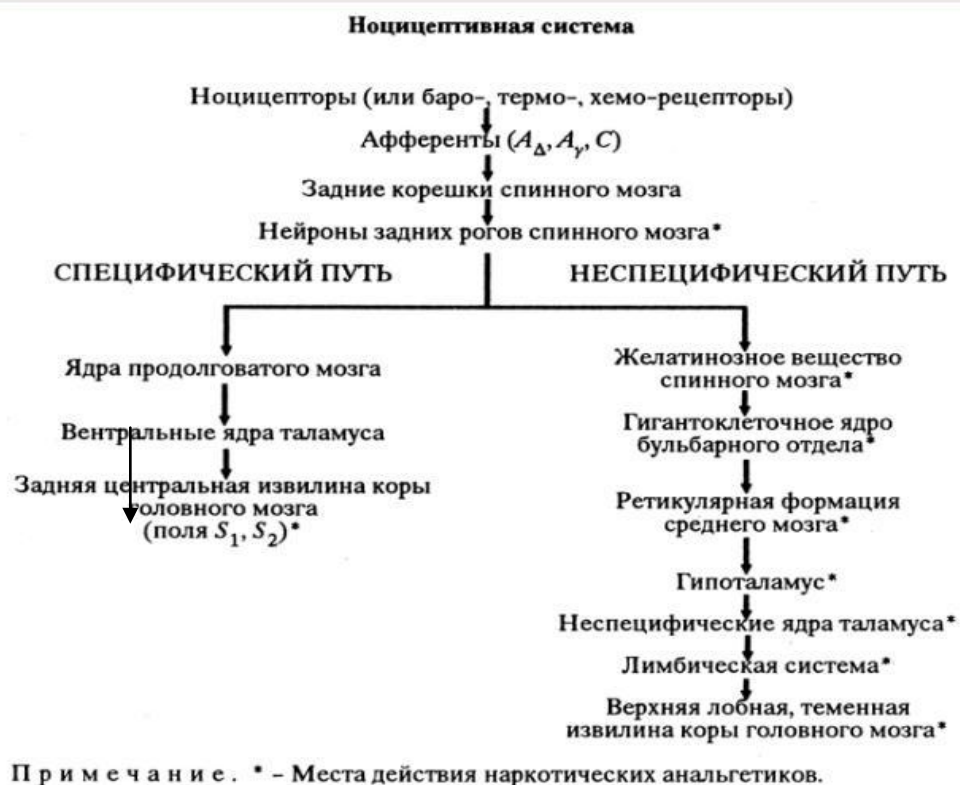 Ноцицептивная система
Ноцицепторы (или баро-, термо-, хемо-рецепторы)
Афференты (A_Δ, A_γ, C)
Задние корешки спинного мозга
Нейроны задних рогов спинного мозга*
СПЕЦИФИЧЕСКИЙ ПУТЬ
Ядра продолговатого мозга
Вентральные ядра таламуса
Задняя центральная извилина коры
головного мозга
(поля S₁, S₂)*
НЕСПЕЦИФИЧЕСКИЙ ПУТЬ
Желатинозное вещество
спинного мозга*
Гигантоклеточное ядро
бульбарного отдела*
Ретикулярная формация
среднего мозга*
Гипоталамус*
Неспецифические ядра таламуса*
Лимбическая система*
Верхняя лобная, теменная
извилина коры головного мозга*
Примечание. * – Места действия наркотических анальгетиков.